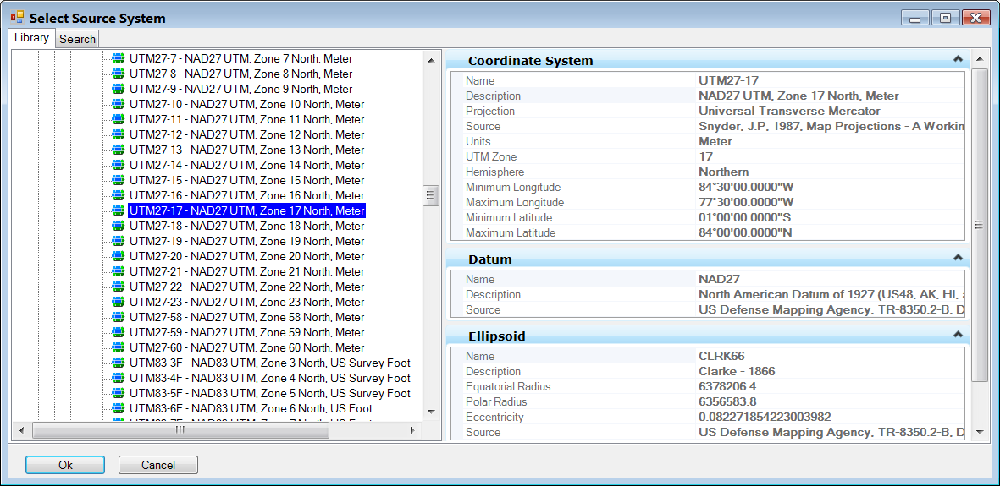 Select Source System
Library
Search
UTM27-7 - NAD27 UTM, Zone 7 North, Meter
UTM27-8 - NAD27 UTM, Zone 8 North, Meter
UTM27-9 - NAD27 UTM, Zone 9 North, Meter
UTM27-10 - NAD27 UTM, Zone 10 North, Meter
UTM27-11 - NAD27 UTM, Zone 11 North, Meter
UTM27-12 - NAD27 UTM, Zone 12 North, Meter
UTM27-13 - NAD27 UTM, Zone 13 North, Meter
UTM27-14 - NAD27 UTM, Zone 14 North, Meter
UTM27-15 - NAD27 UTM, Zone 15 North, Meter
UTM27-16 - NAD27 UTM, Zone 16 North, Meter
UTM27-17 - NAD27 UTM, Zone 17 North, Meter
UTM27-18 - NAD27 UTM, Zone 18 North, Meter
UTM27-19 - NAD27 UTM, Zone 19 North, Meter
UTM27-20 - NAD27 UTM, Zone 20 North, Meter
UTM27-21 - NAD27 UTM, Zone 21 North, Meter
UTM27-22 - NAD27 UTM, Zone 22 North, Meter
UTM27-23 - NAD27 UTM, Zone 23 North, Meter
UTM27-58 - NAD27 UTM, Zone 58 North, Meter
UTM27-59 - NAD27 UTM, Zone 59 North, Meter
UTM27-60 - NAD27 UTM, Zone 60 North, Meter
UTM83-3F - NAD83 UTM, Zone 3 North, US Survey Foot
UTM83-4F - NAD83 UTM, Zone 4 North, US Survey Foot
UTM83-5F - NAD83 UTM, Zone 5 North, US Survey Foot
UTM83-6F - NAD83 UTM, Zone 6 North, US Foot
Coordinate System
Name UTM27-17
Description NAD27 UTM, Zone 17 North, Meter
Projection Universal Transverse Mercator
Source Snyder, J.P. 1987, Map Projections - A Workin
Units Meter
UTM Zone 17
Hemisphere Northern
Minimum Longitude 84°30'00.0000"W
Maximum Longitude 77°30'00.0000"W
Minimum Latitude 01°00'00.0000"S
Maximum Latitude 84°00'00.0000"N
Datum
Name NAD27
Description North American Datum of 1927 (US48, AK, HI,
Source US Defense Mapping Agency, TR-8350.2-B, D
Ellipsoid
Name CLRK66
Description Clarke - 1866
Equatorial Radius 6378206.4
Polar Radius 6356583.8
Eccentricity 0.082271854223003982
Source US Defense Mapping Agency, TR-8350.2-B, D
Ok
Cancel